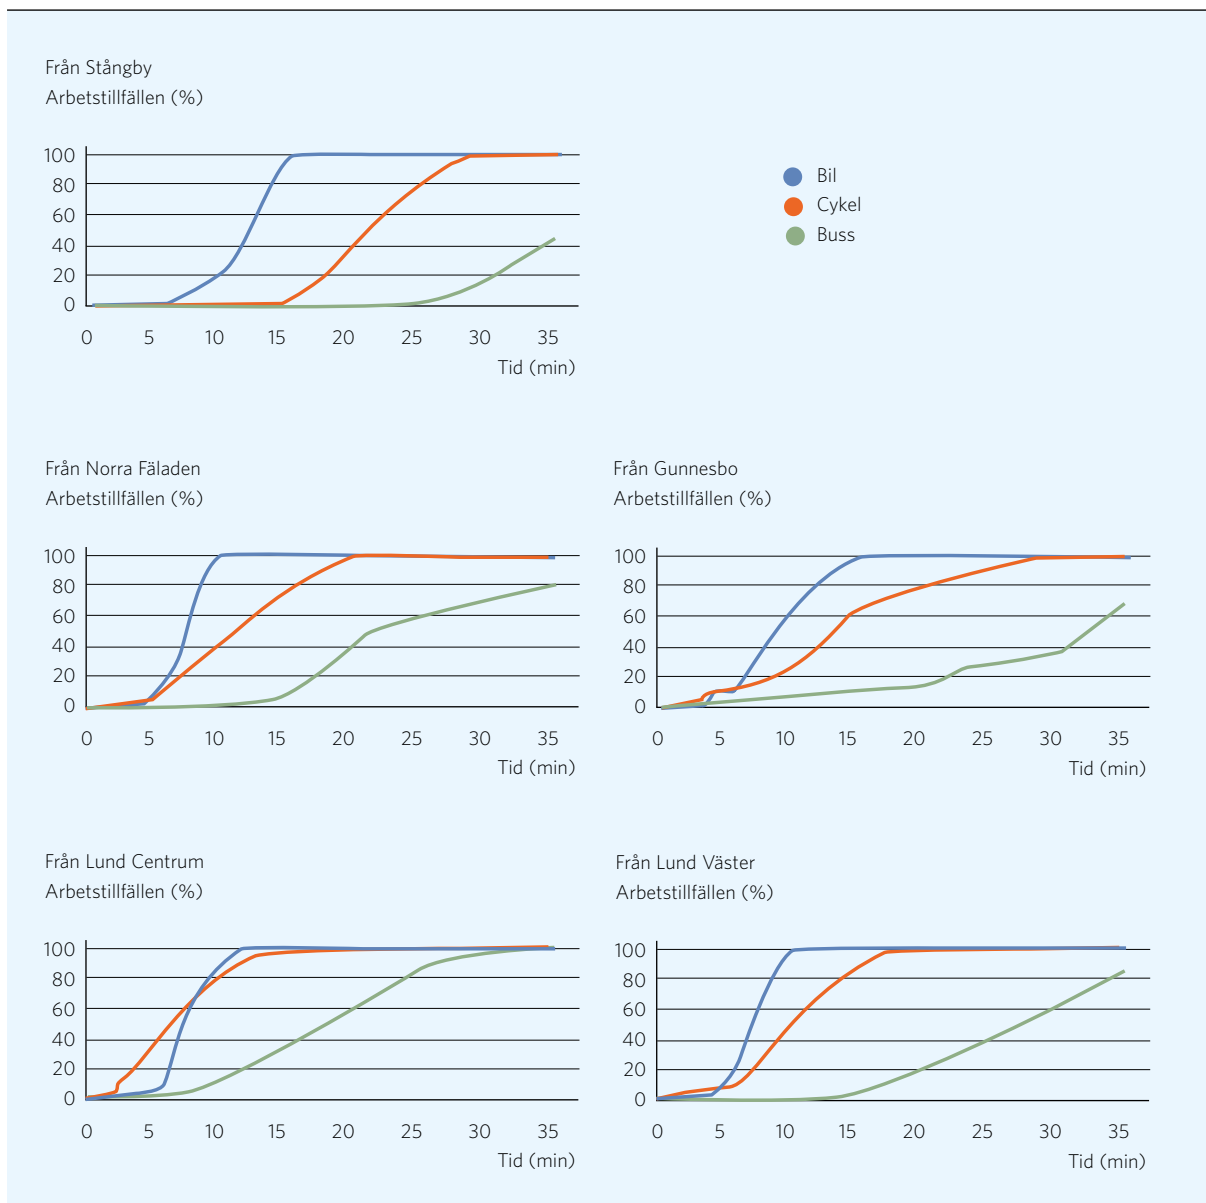 Från Stångby
Arbetstillfällen (%)
100
80
60
40
20
0
0 5 10 15 20 25 30 35
Tid (min)
Bil
Cykel
Buss
Från Norra Fäladen
Arbetstillfällen (%)
100
80
60
40
20
0
0 5 10 15 20 25 30 35
Tid (min)
Från Gunnesbo
Arbetstillfällen (%)
100
80
60
40
20
0
0 5 10 15 20 25 30 35
Tid (min)
Från Lund Centrum
Arbetstillfällen (%)
100
80
60
40
20
0
0 5 10 15 20 25 30 35
Tid (min)
Från Lund Väster
Arbetstillfällen (%)
100
80
60
40
20
0
0 5 10 15 20 25 30 35
Tid (min)